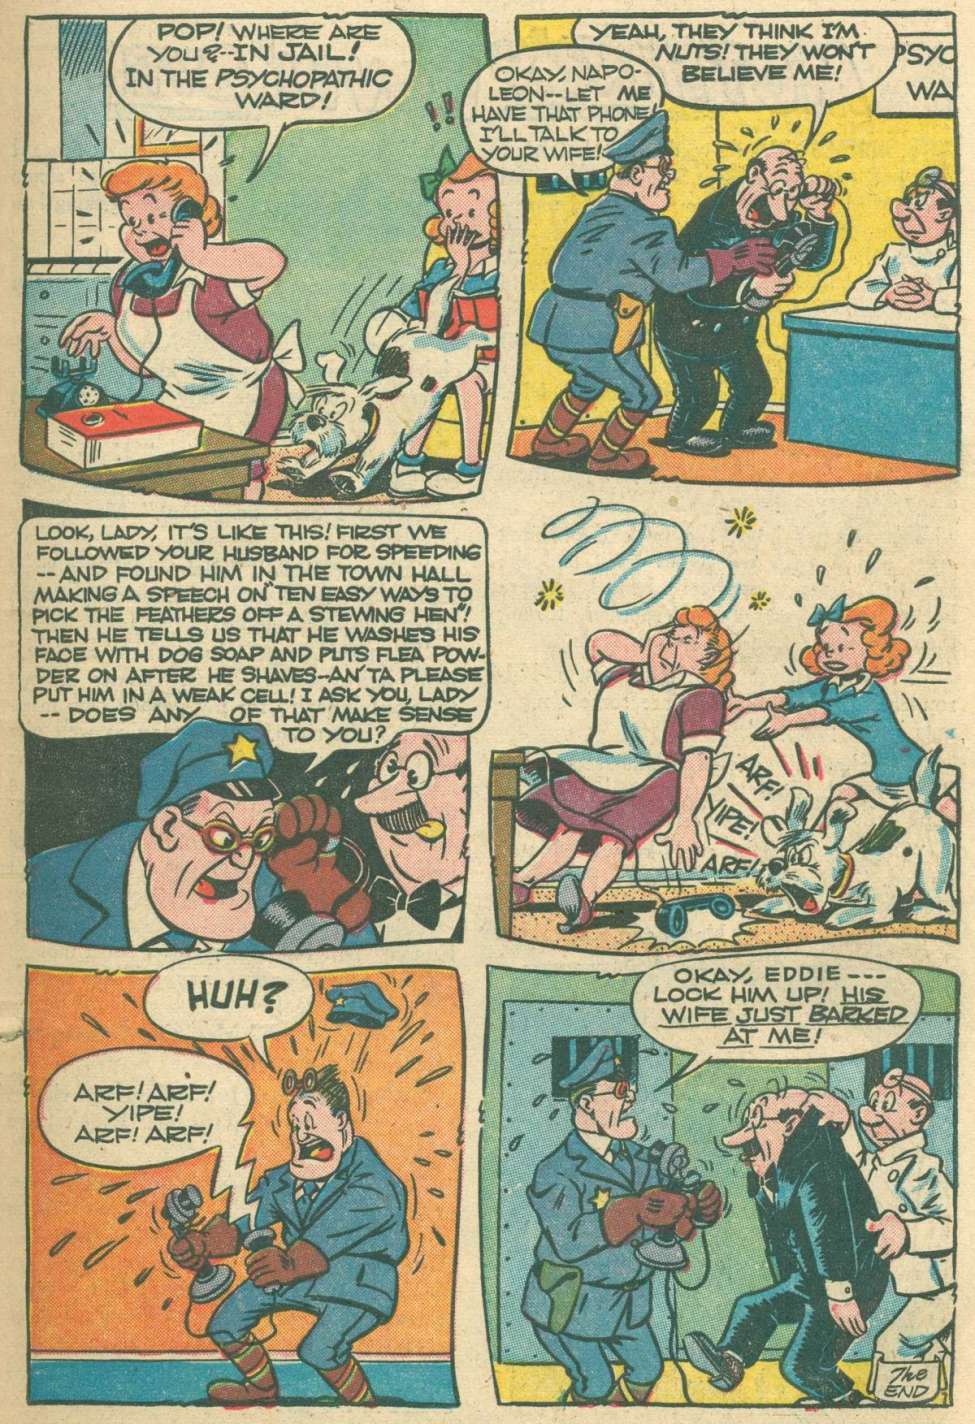 POP! WHERE ARE
YOU?--IN JAIL!
IN THE PSYCHOPATHIC
WARD!
!!
YEAH, THEY THINK I'M
NUTS! THEY WON'T
BELIEVE ME!
OKAY, NAPO-
LEON--LET ME
HAVE THAT PHONE!
I'LL TALK TO
YOUR WIFE!
PSYC
WA
LOOK, LADY, IT'S LIKE THIS! FIRST WE
FOLLOWED YOUR HUSBAND FOR SPEEDING
--AND FOUND HIM IN THE TOWN HALL
MAKING A SPEECH ON "TEN EASY WAYS TO
PICK THE FEATHERS OFF A STEWING HEN"!
THEN HE TELLS US THAT HE WASHES HIS
FACE WITH DOG SOAP AND PUTS FLEA POW-
DER ON AFTER HE SHAVES--AN' TA PLEASE
PUT HIM IN A WEAK CELL! I ASK YOU, LADY
-- DOES ANY OF THAT MAKE SENSE
TO YOU?
ARF!
YIPE!
ARF!
HUH?
ARF! ARF!
YIPE!
ARF! ARF!
OKAY, EDDIE ---
LOCK HIM UP! HIS
WIFE JUST BARKED
AT ME!
The
END